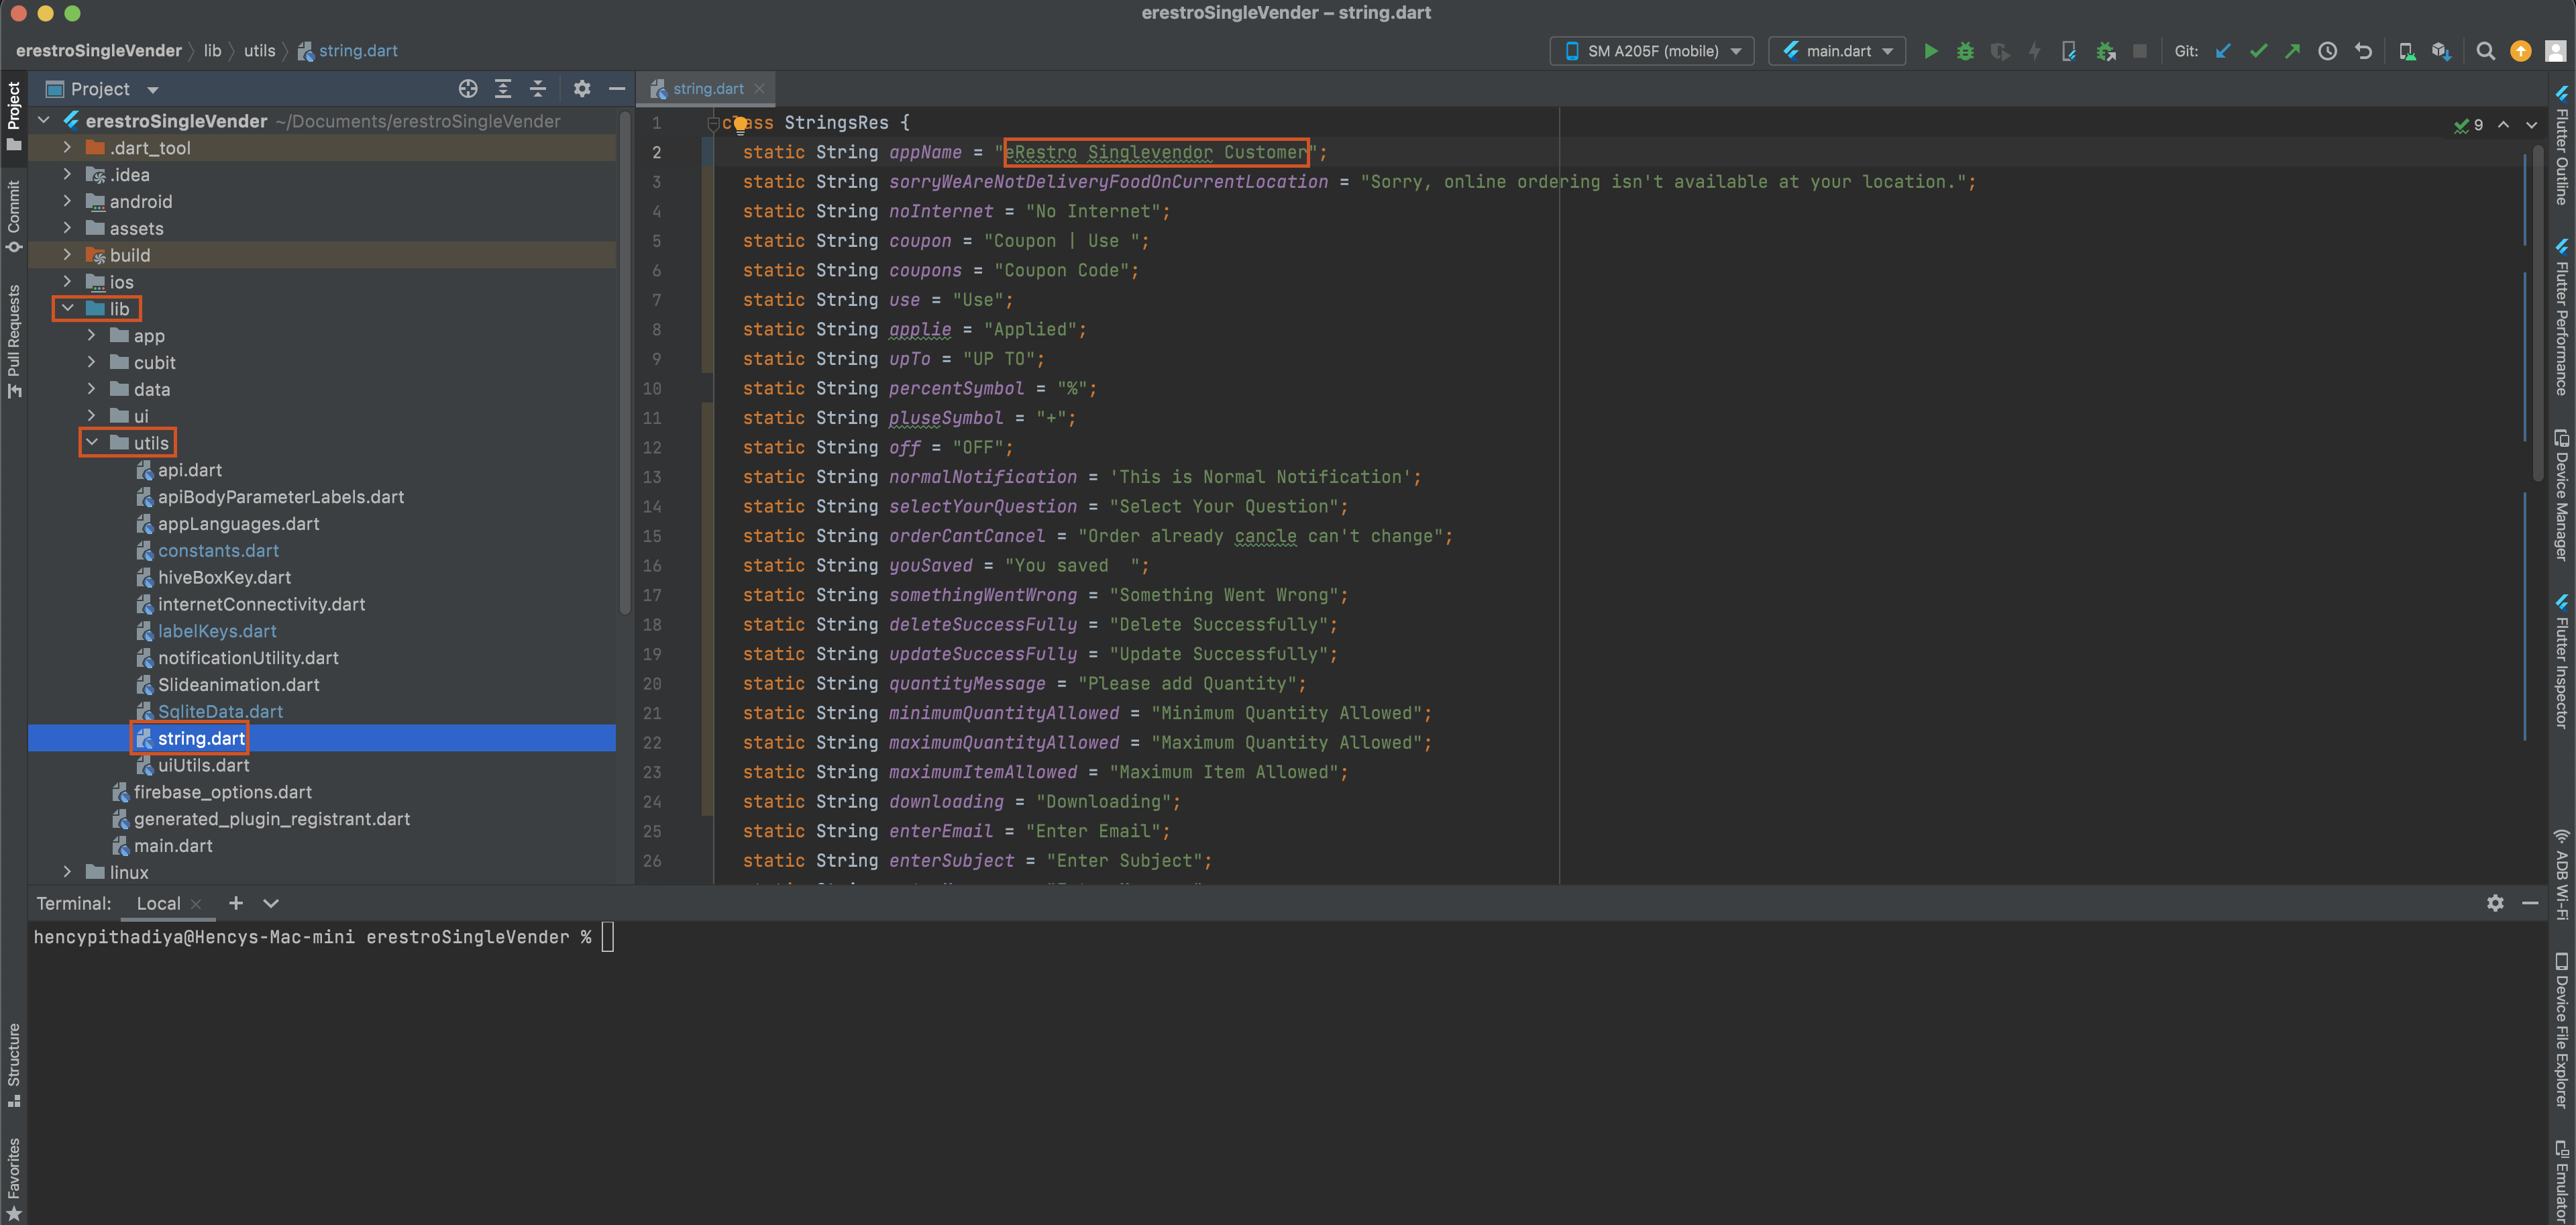 erestroSingleVender – string.dart
erestroSingleVender 〉 lib 〉 utils 〉 string.dart
SM A205F (mobile)
main.dart
Git:
Project
string.dart
Project
Commit
Pull Requests
Structure
Favorites
erestroSingleVender ~/Documents/erestroSingleVender
.dart_tool
.idea
android
assets
build
ios
lib
app
cubit
data
ui
utils
api.dart
apiBodyParameterLabels.dart
appLanguages.dart
constants.dart
hiveBoxKey.dart
internetConnectivity.dart
labelKeys.dart
notificationUtility.dart
Slideanimation.dart
SqliteData.dart
string.dart
uiUtils.dart
firebase_options.dart
generated_plugin_registrant.dart
main.dart
linux
9
1 class StringsRes {
2 static String appName = "eRestro Singlevendor Customer";
3 static String sorryWeAreNotDeliveryFoodOnCurrentLocation = "Sorry, online ordering isn't available at your location.";
4 static String noInternet = "No Internet";
5 static String coupon = "Coupon | Use ";
6 static String coupons = "Coupon Code";
7 static String use = "Use";
8 static String applie = "Applied";
9 static String upTo = "UP TO";
10 static String percentSymbol = "%";
11 static String pluseSymbol = "+";
12 static String off = "OFF";
13 static String normalNotification = 'This is Normal Notification';
14 static String selectYourQuestion = "Select Your Question";
15 static String orderCantCancel = "Order already cancle can't change";
16 static String youSaved = "You saved  ";
17 static String somethingWentWrong = "Something Went Wrong";
18 static String deleteSuccessFully = "Delete Successfully";
19 static String updateSuccessFully = "Update Successfully";
20 static String quantityMessage = "Please add Quantity";
21 static String minimumQuantityAllowed = "Minimum Quantity Allowed";
22 static String maximumQuantityAllowed = "Maximum Quantity Allowed";
23 static String maximumItemAllowed = "Maximum Item Allowed";
24 static String downloading = "Downloading";
25 static String enterEmail = "Enter Email";
26 static String enterSubject = "Enter Subject";
Flutter Outline
Flutter Performance
Device Manager
Flutter Inspector
ADB Wi-Fi
Device File Explorer
Emulator
Terminal: Local
hencypithadiya@Hencys-Mac-mini erestroSingleVender %